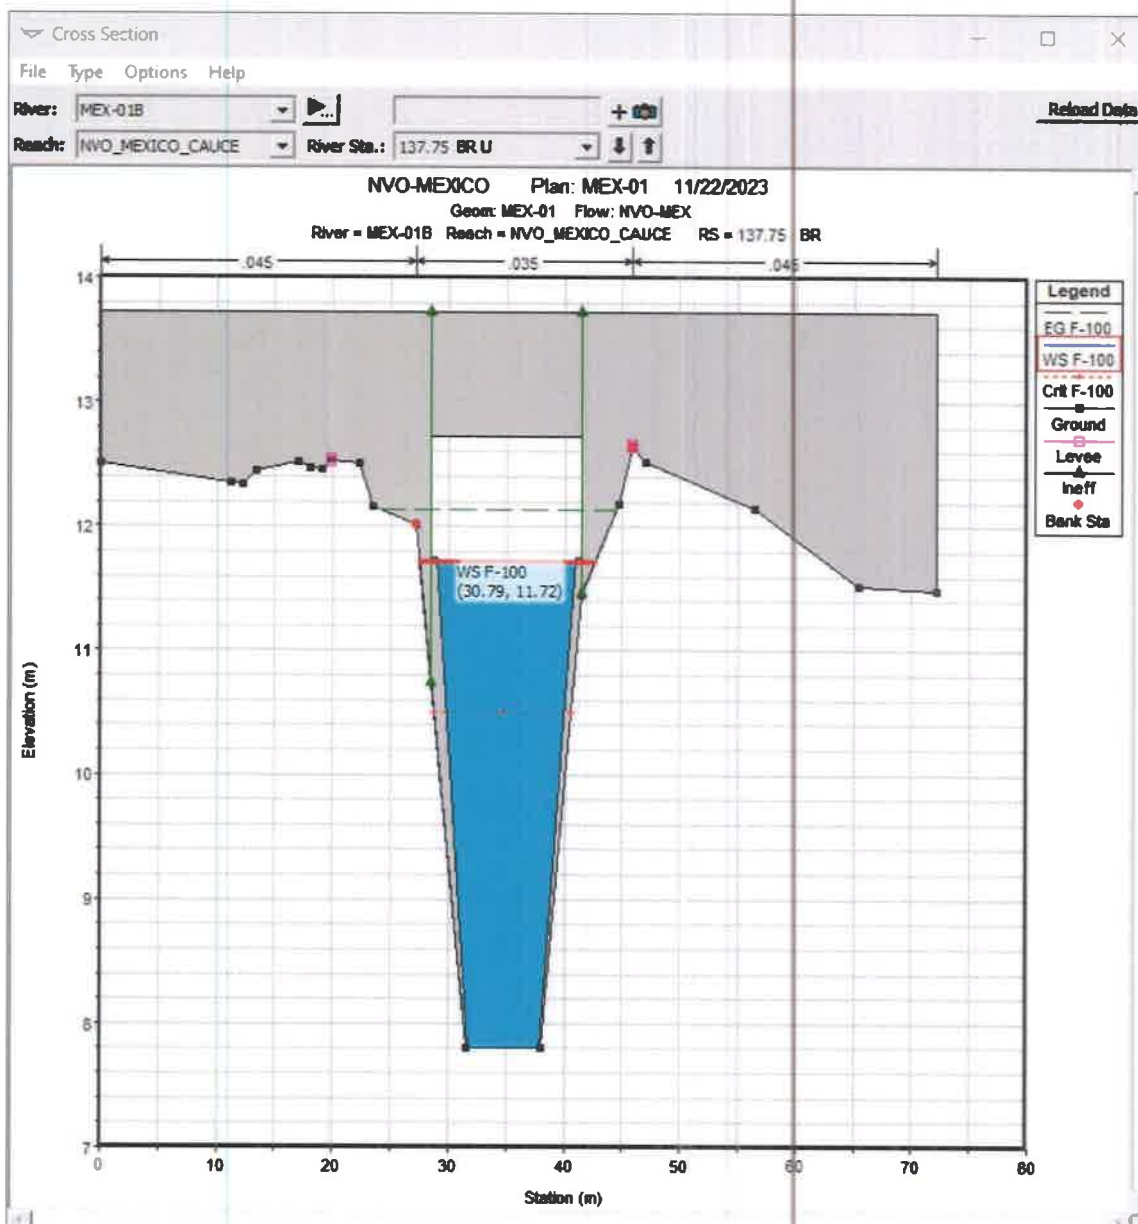 Cross Section
File Type Options Help
River: MEX-01B
Reload Data
Reach: NVO_MEXICO_CAUCE River Sta.: 137.75 BR U
NVO-MEXICO Plan: MEX-01 11/22/2023
Geom: MEX-01 Flow: NVO-MEX
River = MEX-01B Reach = NVO_MEXICO_CAUCE RS = 137.75 BR
.045 .035 .045
Legend
EG F-100
WS F-100
Crit F-100
Ground
Levee
Ineff
Bank Sta
WS F-100
(30.79, 11.72)
Elevation (m)
14
13
12
11
10
9
8
7
0 10 20 30 40 50 60 70 80
Station (m)